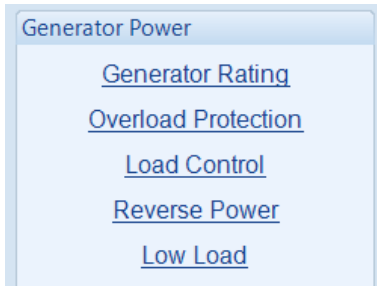 Generator Power
Generator Rating
Overload Protection
Load Control
Reverse Power
Low Load